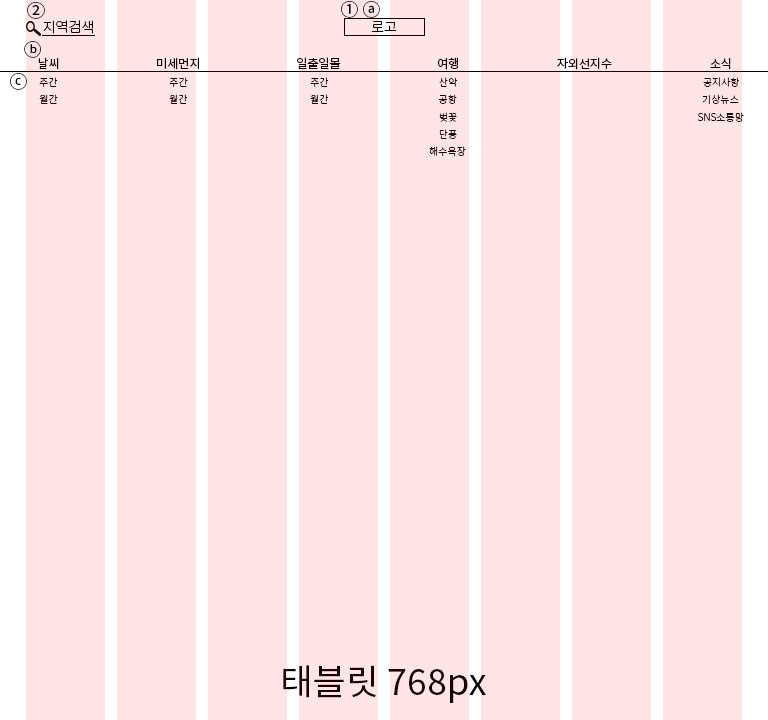 ② ① ⓐ
지역검색 로고
ⓑ
날씨 미세먼지 일출일몰 여행 자외선지수 소식
ⓒ 주간 주간 주간 산악 공지사항
월간 월간 월간 공항 기상뉴스
벚꽃 SNS소통망
단풍
해수욕장
태블릿 768px